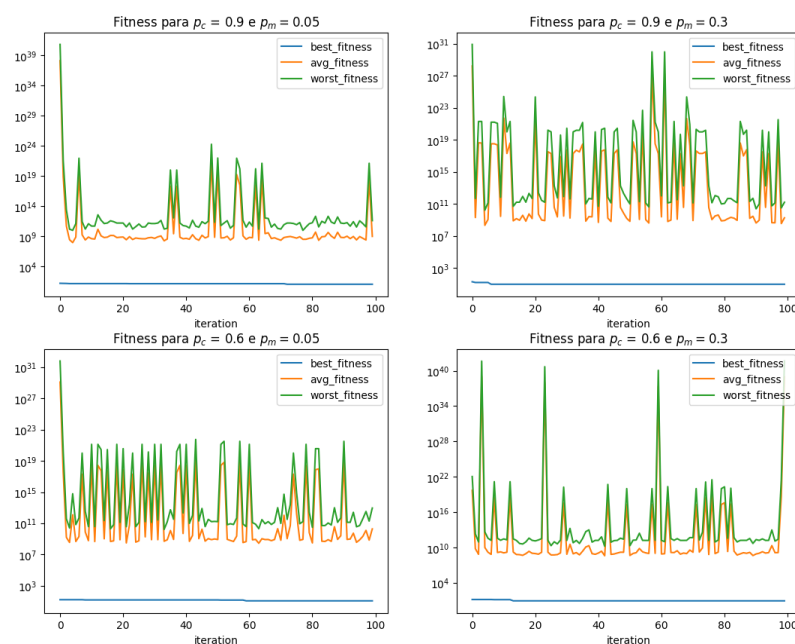 Fitness para p_c = 0.9 e p_m = 0.05
10^39
10^34
10^29
10^24
10^19
10^14
10^9
10^4
best_fitness
avg_fitness
worst_fitness
0 20 40 60 80 100
iteration
Fitness para p_c = 0.9 e p_m = 0.3
10^31
10^27
10^23
10^19
10^15
10^11
10^7
10^3
best_fitness
avg_fitness
worst_fitness
0 20 40 60 80 100
iteration
Fitness para p_c = 0.6 e p_m = 0.05
10^31
10^27
10^23
10^19
10^15
10^11
10^7
10^3
best_fitness
avg_fitness
worst_fitness
0 20 40 60 80 100
iteration
Fitness para p_c = 0.6 e p_m = 0.3
10^40
10^34
10^28
10^22
10^16
10^10
10^4
best_fitness
avg_fitness
worst_fitness
0 20 40 60 80 100
iteration